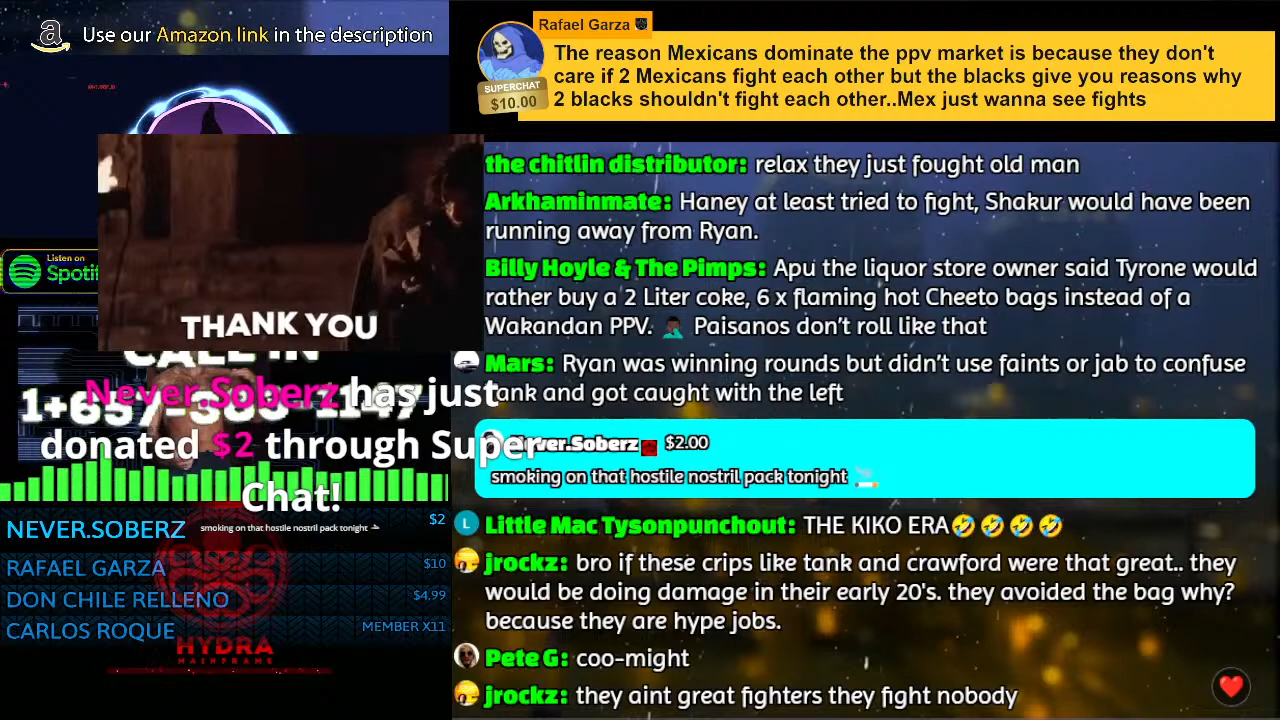 Use our Amazon link in the description
Rafael Garza
The reason Mexicans dominate the ppv market is because they don't
care if 2 Mexicans fight each other but the blacks give you reasons why
2 blacks shouldn't fight each other..Mex just wanna see fights
SUPERCHAT
$10.00
the chitlin distributor: relax they just fought old man
Arkhaminmate: Haney at least tried to fight, Shakur would have been
running away from Ryan.
Billy Hoyle & The Pimps: Apu the liquor store owner said Tyrone would
rather buy a 2 Liter coke, 6 x flaming hot Cheeto bags instead of a
Wakandan PPV. Paisanos don't roll like that
Mars: Ryan was winning rounds but didn't use faints or jab to confuse
tank and got caught with the left
Never.Soberz $2.00
smoking on that hostile nostril pack tonight
L
Little Mac Tysonpunchout: THE KIKO ERA
jrockz: bro if these crips like tank and crawford were that great.. they
would be doing damage in their early 20's. they avoided the bag why?
because they are hype jobs.
Pete G: coo-might
jrockz: they aint great fighters they fight nobody
Listen on
Spotif
THANK YOU
CALL IN
Never.Soberz has just
donated $2 through Super
Chat!
smoking on that hostile nostril pack tonight
NEVER.SOBERZ $2
RAFAEL GARZA $10
DON CHILE RELLENO $4.99
CARLOS ROQUE MEMBER X11
HYDRA
MAINFRAME